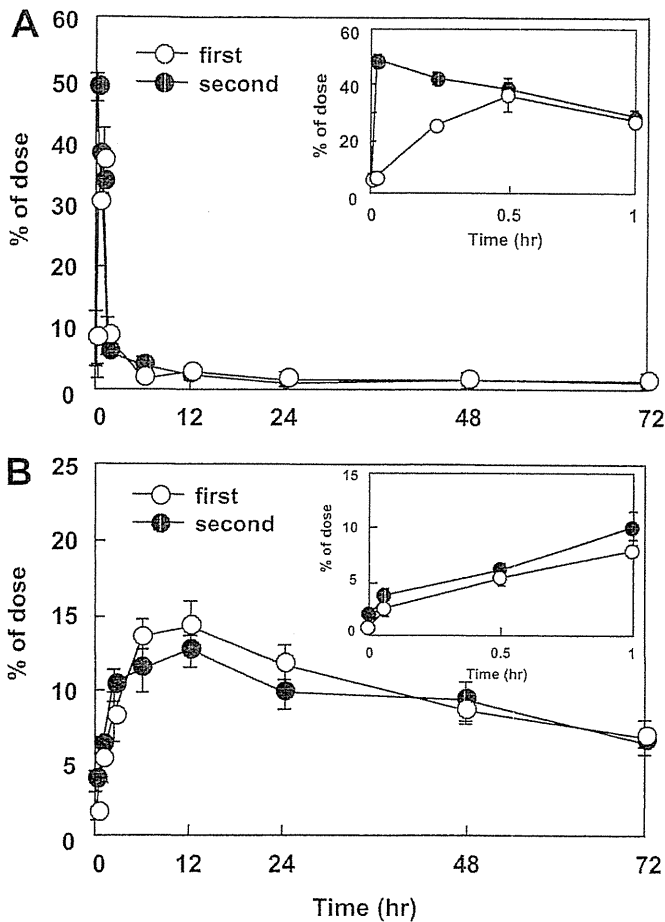 A
60
50
40
30
20
10
0
% of dose
first
second
60
40
20
0
% of dose
0 0.5 1
Time (hr)
0 12 24 48 72
B
25
20
15
10
5
0
% of dose
first
second
15
10
5
0
% of dose
0 0.5 1
Time (hr)
0 12 24 48 72
Time (hr)